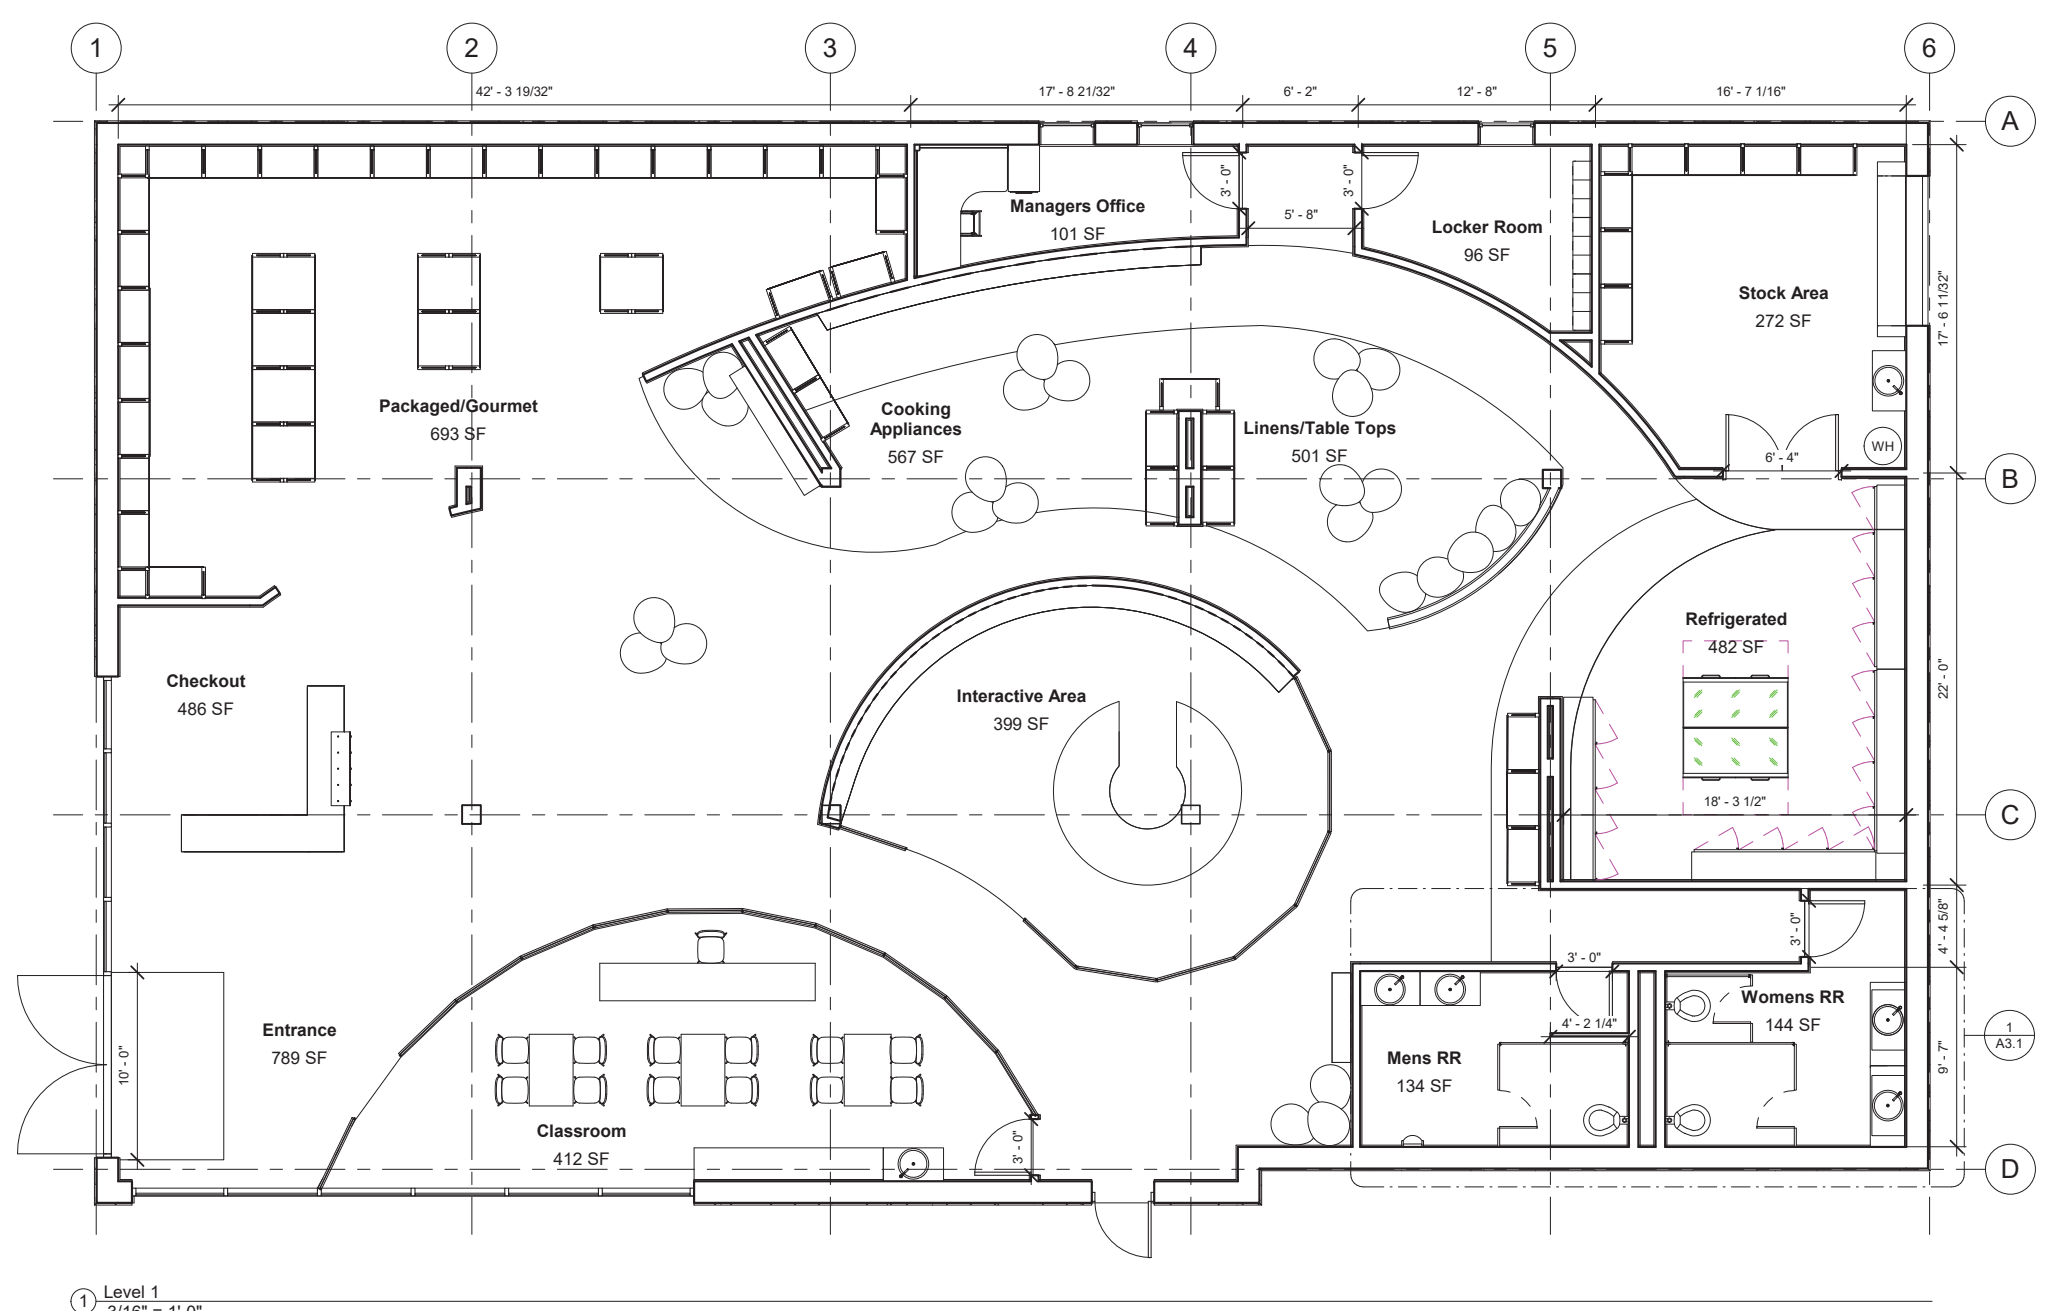 1
2
3
4
5
6
42' - 3 19/32"
17' - 8 21/32"
6' - 2"
12' - 8"
16' - 7 1/16"
A
3' - 0"
3' - 0"
Managers Office
101 SF
5' - 8"
Locker Room
96 SF
Stock Area
272 SF
17' - 6 11/32"
Packaged/Gourmet
693 SF
Cooking
Appliances
567 SF
Linens/Table Tops
501 SF
WH
6' - 4"
B
Refrigerated
482 SF
Checkout
486 SF
Interactive Area
399 SF
22' - 0"
18' - 3 1/2"
C
3' - 0"
4' - 4 5/8"
3' - 0"
Womens RR
144 SF
4' - 2 1/4"
1
A3.1
Entrance
789 SF
10' - 0"
Mens RR
134 SF
9' - 7"
Classroom
412 SF
3' - 0"
D
1
Level 1
3/16" = 1'-0"